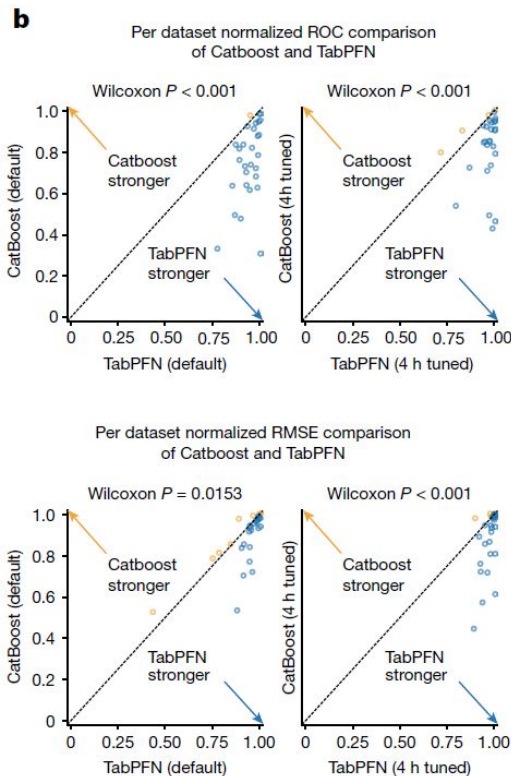 b
Per dataset normalized ROC comparison
of Catboost and TabPFN
Wilcoxon P < 0.001
Wilcoxon P < 0.001
CatBoost (default)
1.0
0.8
0.6
0.4
0.2
0
Catboost
stronger
TabPFN
stronger
0
0.25
0.50
0.75
1.00
TabPFN (default)
CatBoost (4h tuned)
Catboost
stronger
TabPFN
stronger
0
0.25
0.50
0.75
1.00
TabPFN (4 h tuned)
Per dataset normalized RMSE comparison
of Catboost and TabPFN
Wilcoxon P = 0.0153
Wilcoxon P < 0.001
CatBoost (default)
1.0
0.8
0.6
0.4
0.2
0
Catboost
stronger
TabPFN
stronger
0
0.25
0.50
0.75
1.00
TabPFN (default)
CatBoost (4 h tuned)
Catboost
stronger
TabPFN
stronger
0
0.25
0.50
0.75
1.00
TabPFN (4 h tuned)